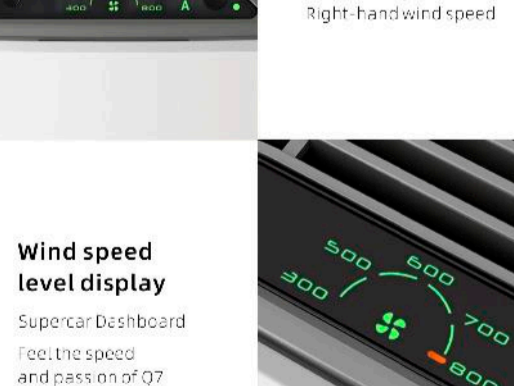 400
800
A
Right-hand wind speed
Wind speed
level display
Supercar Dashboard
Feel the speed
and passion of Q7
300
500
600
700
800